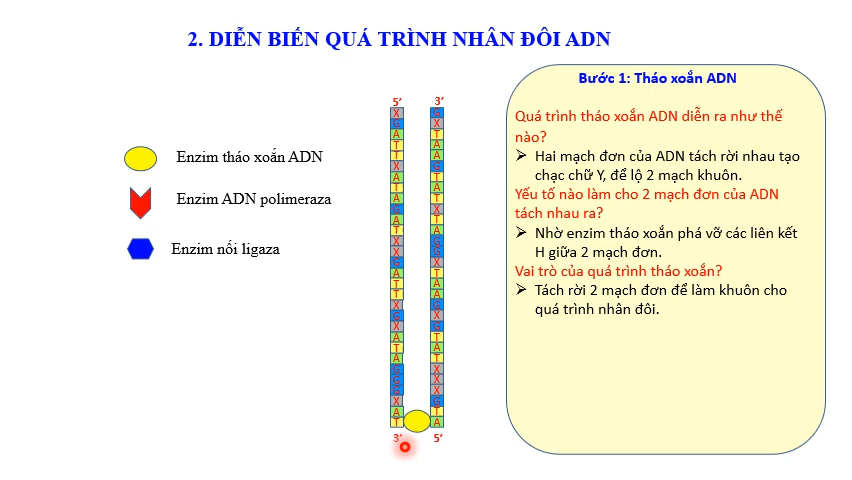 2. DIỄN BIẾN QUÁ TRÌNH NHÂN ĐÔI ADN
Enzim tháo xoắn ADN
Enzim ADN polimeraza
Enzim nối ligaza
5’ 3’
X G
G X
A T
T A
T A
X G
A T
T A
A T
G X
A T
T A
X G
X G
G X
A T
T A
T A
X G
G X
X G
A T
T A
A T
G X
G X
G X
X G
A T
T A
3’ 5’
Bước 1: Tháo xoắn ADN
Quá trình tháo xoắn ADN diễn ra như thế
nào?
➢ Hai mạch đơn của ADN tách rời nhau tạo
chạc chữ Y, để lộ 2 mạch khuôn.
Yếu tố nào làm cho 2 mạch đơn của ADN
tách nhau ra?
➢ Nhờ enzim tháo xoắn phá vỡ các liên kết
H giữa 2 mạch đơn.
Vai trò của quá trình tháo xoắn?
➢ Tách rời 2 mạch đơn để làm khuôn cho
quá trình nhân đôi.